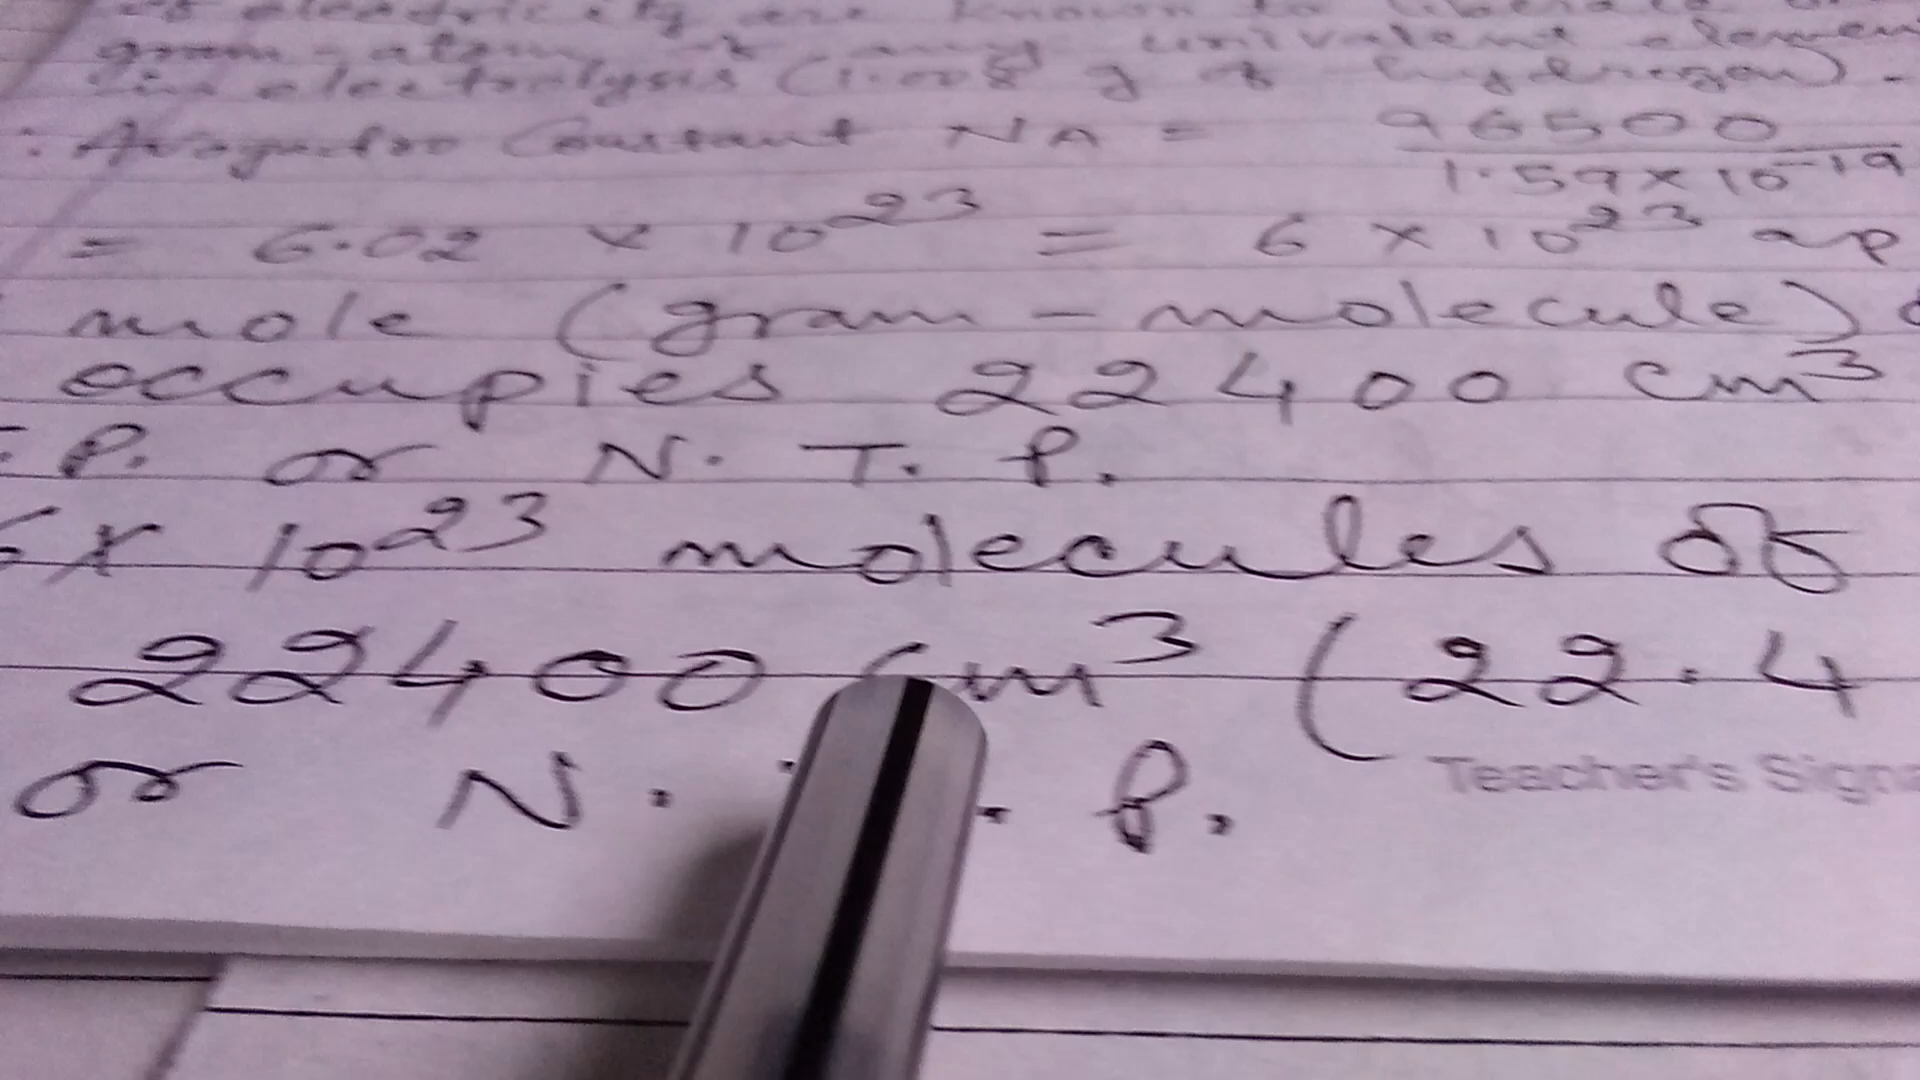 of electricity are known to liberate
gram-atom of any univalent elemen
in electrolysis (1.008 g of hydrogen).
: Avogadro Constant NA = 96500 / 1.59 x 10-19
= 6.02 x 10²³ = 6 x 10²³ ap
mole (gram-molecule)
occupies 22400 cm³
.P. or N.T.P.
6 x 10²³ molecules of
22400 cm³ (22.4
or N. . P.
Teacher's Signa